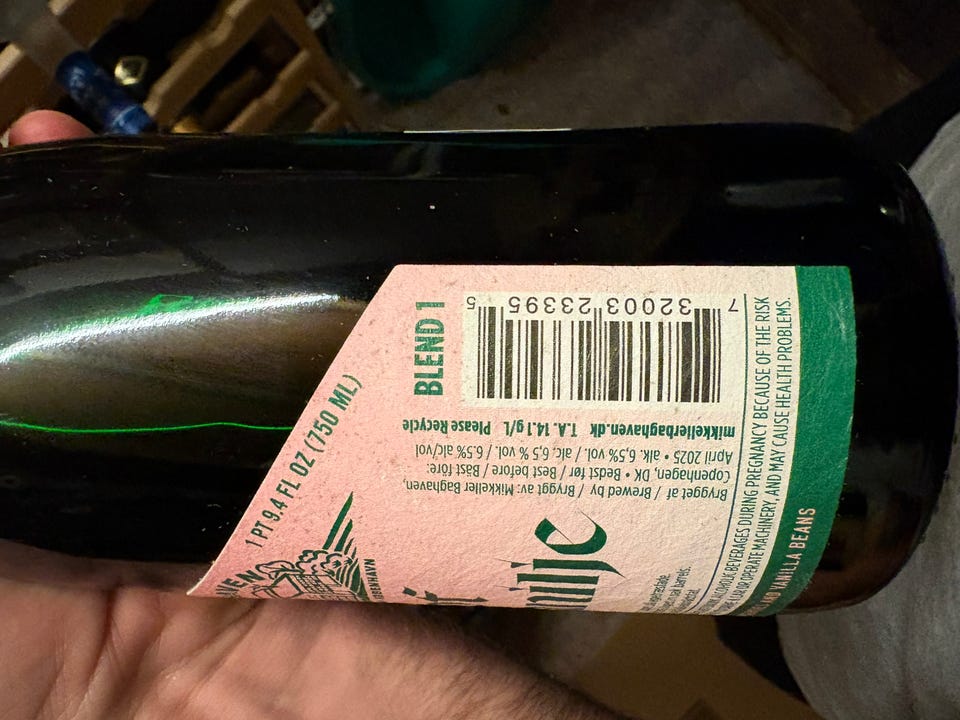 1 PT 9.4 FL OZ (750 ML)
BLEND 1
7 32003 23395 5
mikkellerbaghaven.dk T.A. 14.1 g/L Please Recycle
Brygget af / Brewed by / Bryggt av: Mikkeller Baghaven,
Copenhagen, DK • Bedst før / Best before / Bäst före:
April 2025 • alk. 6,5% vol. / alc 6,5 % vol. / 6.5% alc/vol
BEVERAGES DURING PREGNANCY BECAUSE OF THE RISK
CAR OR OPERATE MACHINERY, AND MAY CAUSE HEALTH PROBLEMS.
AND VANILLA BEANS